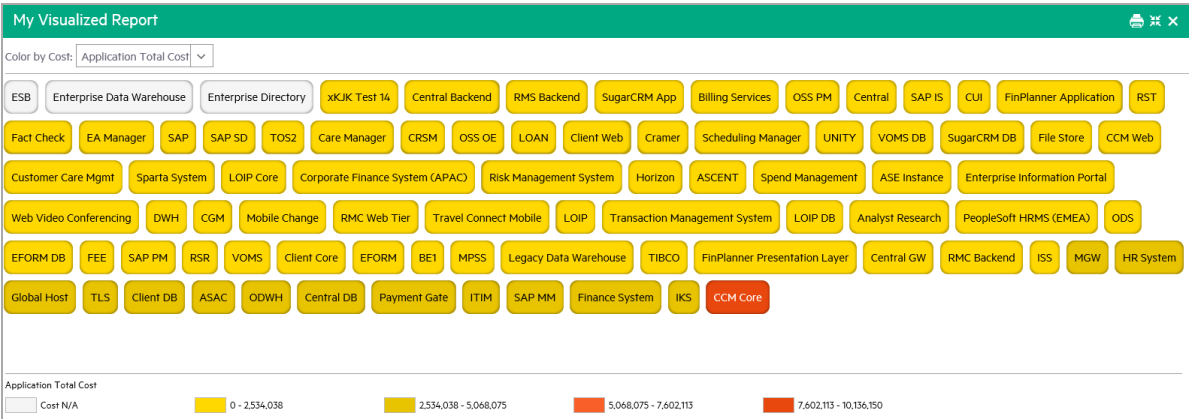 My Visualized Report
Color by Cost: Application Total Cost
ESB Enterprise Data Warehouse Enterprise Directory xKJK Test 14 Central Backend RMS Backend SugarCRM App Billing Services OSS PM Central SAP IS CUI FinPlanner Application RST
Fact Check EA Manager SAP SAP SD TOS2 Care Manager CRSM OSS OE LOAN Client Web Cramer Scheduling Manager UNITY VOMS DB SugarCRM DB File Store CCM Web
Customer Care Mgmt Sparta System LOIP Core Corporate Finance System (APAC) Risk Management System Horizon ASCENT Spend Management ASE Instance Enterprise Information Portal
Web Video Conferencing DWH CGM Mobile Change RMC Web Tier Travel Connect Mobile LOIP Transaction Management System LOIP DB Analyst Research PeopleSoft HRMS (EMEA) ODS
EFORM DB FEE SAP PM RSR VOMS Client Core EFORM BE1 MPSS Legacy Data Warehouse TIBCO FinPlanner Presentation Layer Central GW RMC Backend ISS MGW HR System
Global Host TLS Client DB ASAC ODWH Central DB Payment Gate ITIM SAP MM Finance System IKS CCM Core
Application Total Cost
Cost N/A 0 - 2,534,038 2,534,038 - 5,068,075 5,068,075 - 7,602,113 7,602,113 - 10,136,150